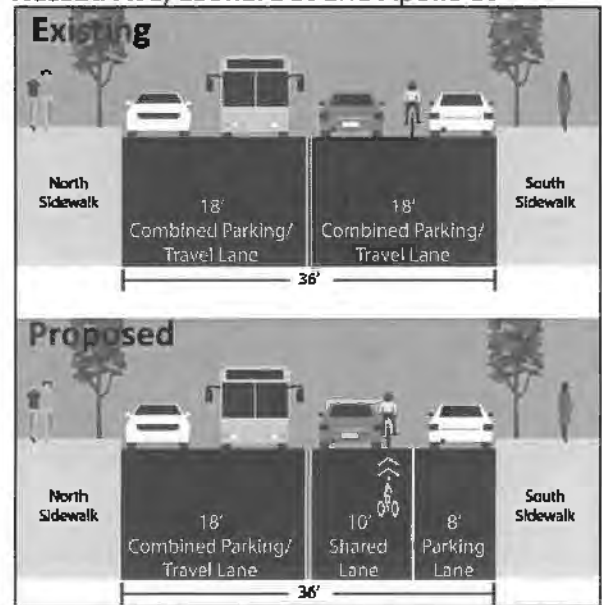 Existing
North
Sidewalk
18'
Combined Parking/
Travel Lane
18'
Combined Parking/
Travel Lane
South
Sidewalk
36'
Proposed
North
Sidewalk
18'
Combined Parking/
Travel Lane
10'
Shared
Lane
8'
Parking
Lane
South
Sidewalk
36'